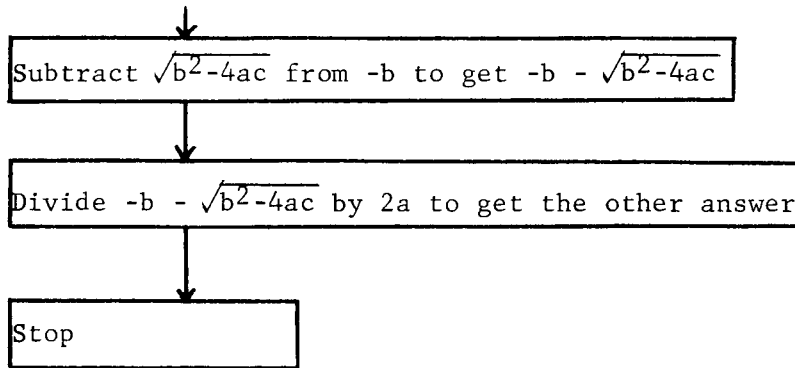 Subtract √b²-4ac from -b to get -b - √b²-4ac
Divide -b - √b²-4ac by 2a to get the other answer
Stop